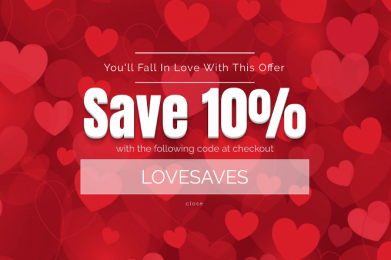 You'll Fall In Love With This Offer
Save 10%
with the following code at checkout
LOVESAVES
close